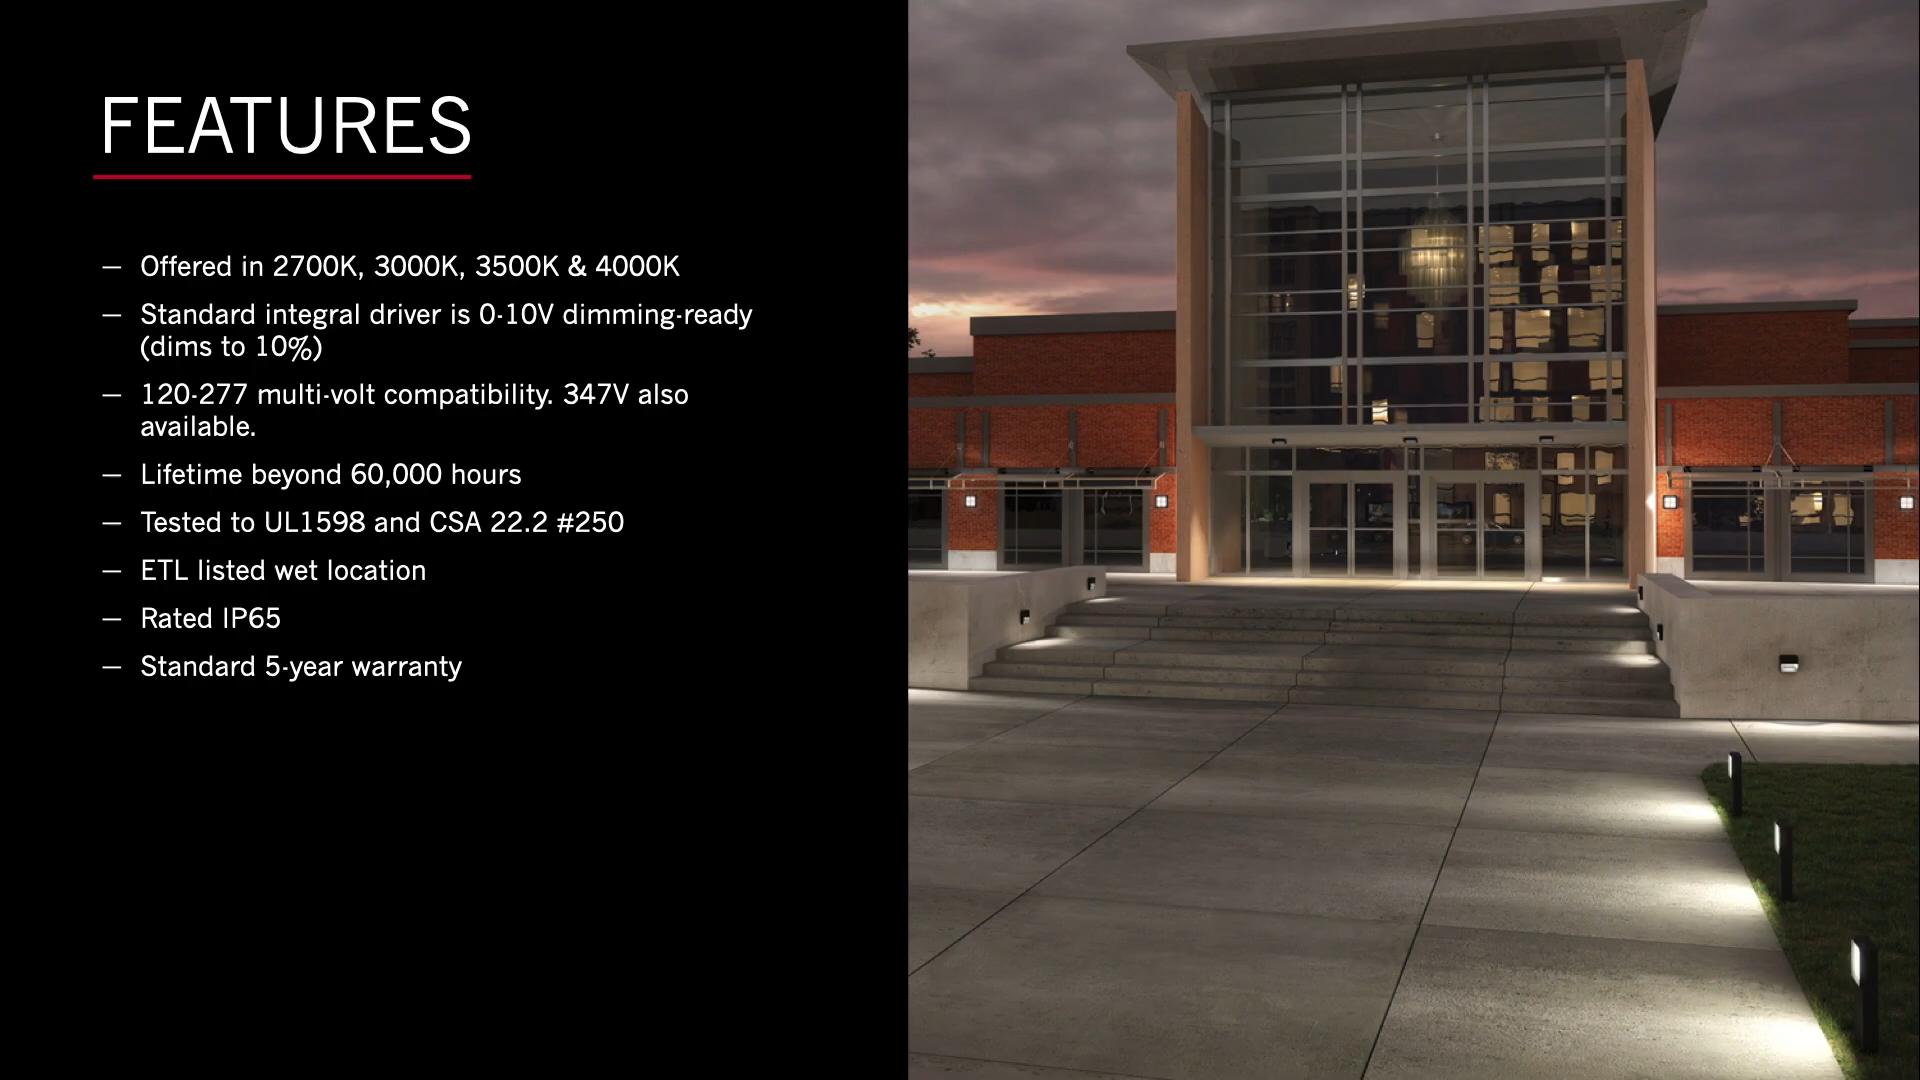 FEATURES
— Offered in 2700K, 3000K, 3500K & 4000K
— Standard integral driver is 0-10V dimming-ready
(dims to 10%)
— 120-277 multi-volt compatibility. 347V also
available.
— Lifetime beyond 60,000 hours
— Tested to UL1598 and CSA 22.2 #250
— ETL listed wet location
— Rated IP65
— Standard 5-year warranty